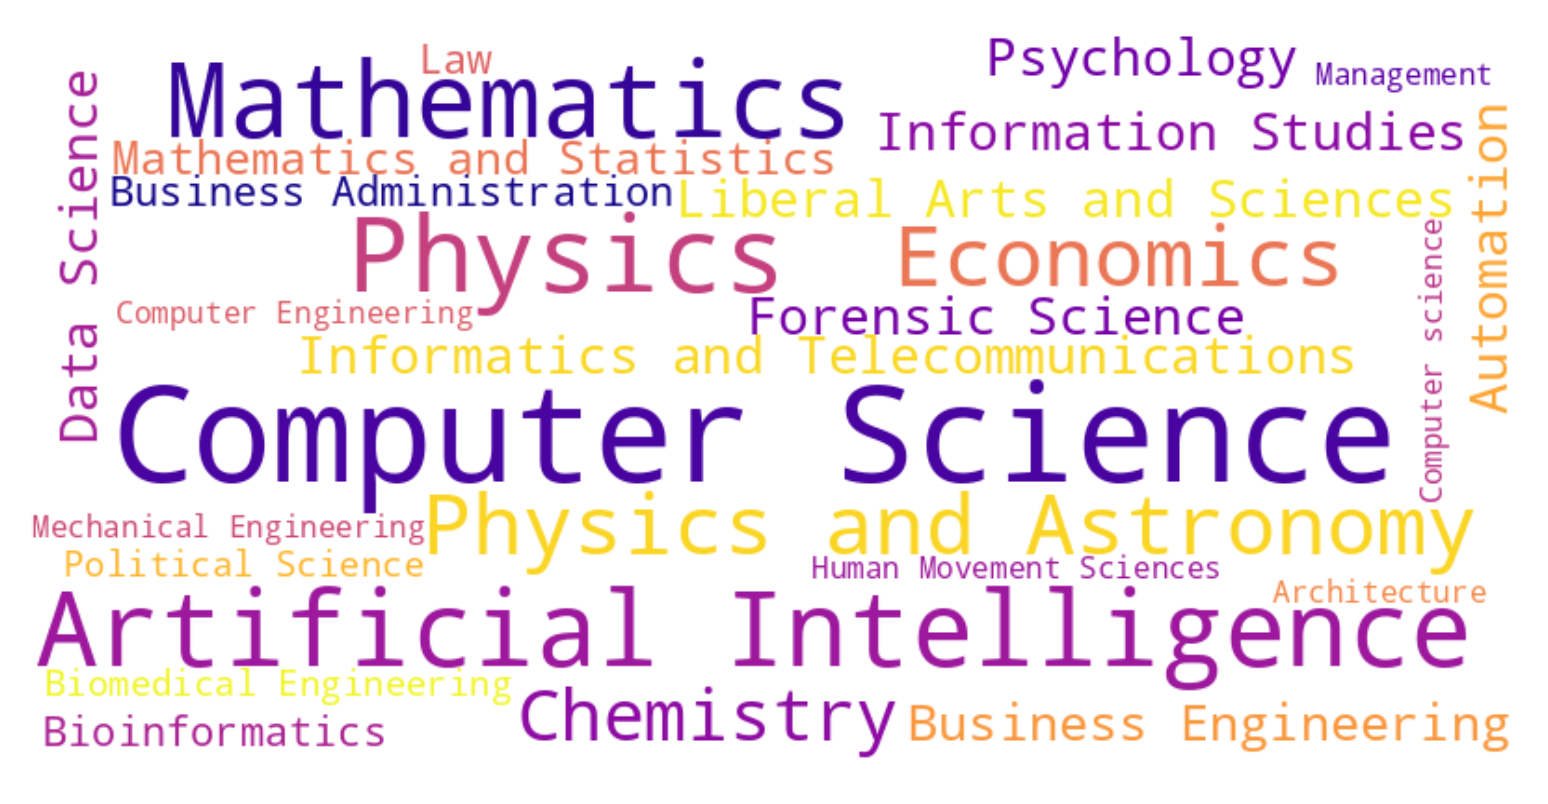 Law
Psychology
Management
Mathematics
Information Studies
Data Science
Automation
Mathematics and Statistics
Business Administration
Liberal Arts and Sciences
Physics
Economics
Computer science
Computer Engineering
Forensic Science
Informatics and Telecommunications
Computer Science
Mechanical Engineering
Physics and Astronomy
Political Science
Human Movement Sciences
Architecture
Artificial Intelligence
Biomedical Engineering
Chemistry
Business Engineering
Bioinformatics